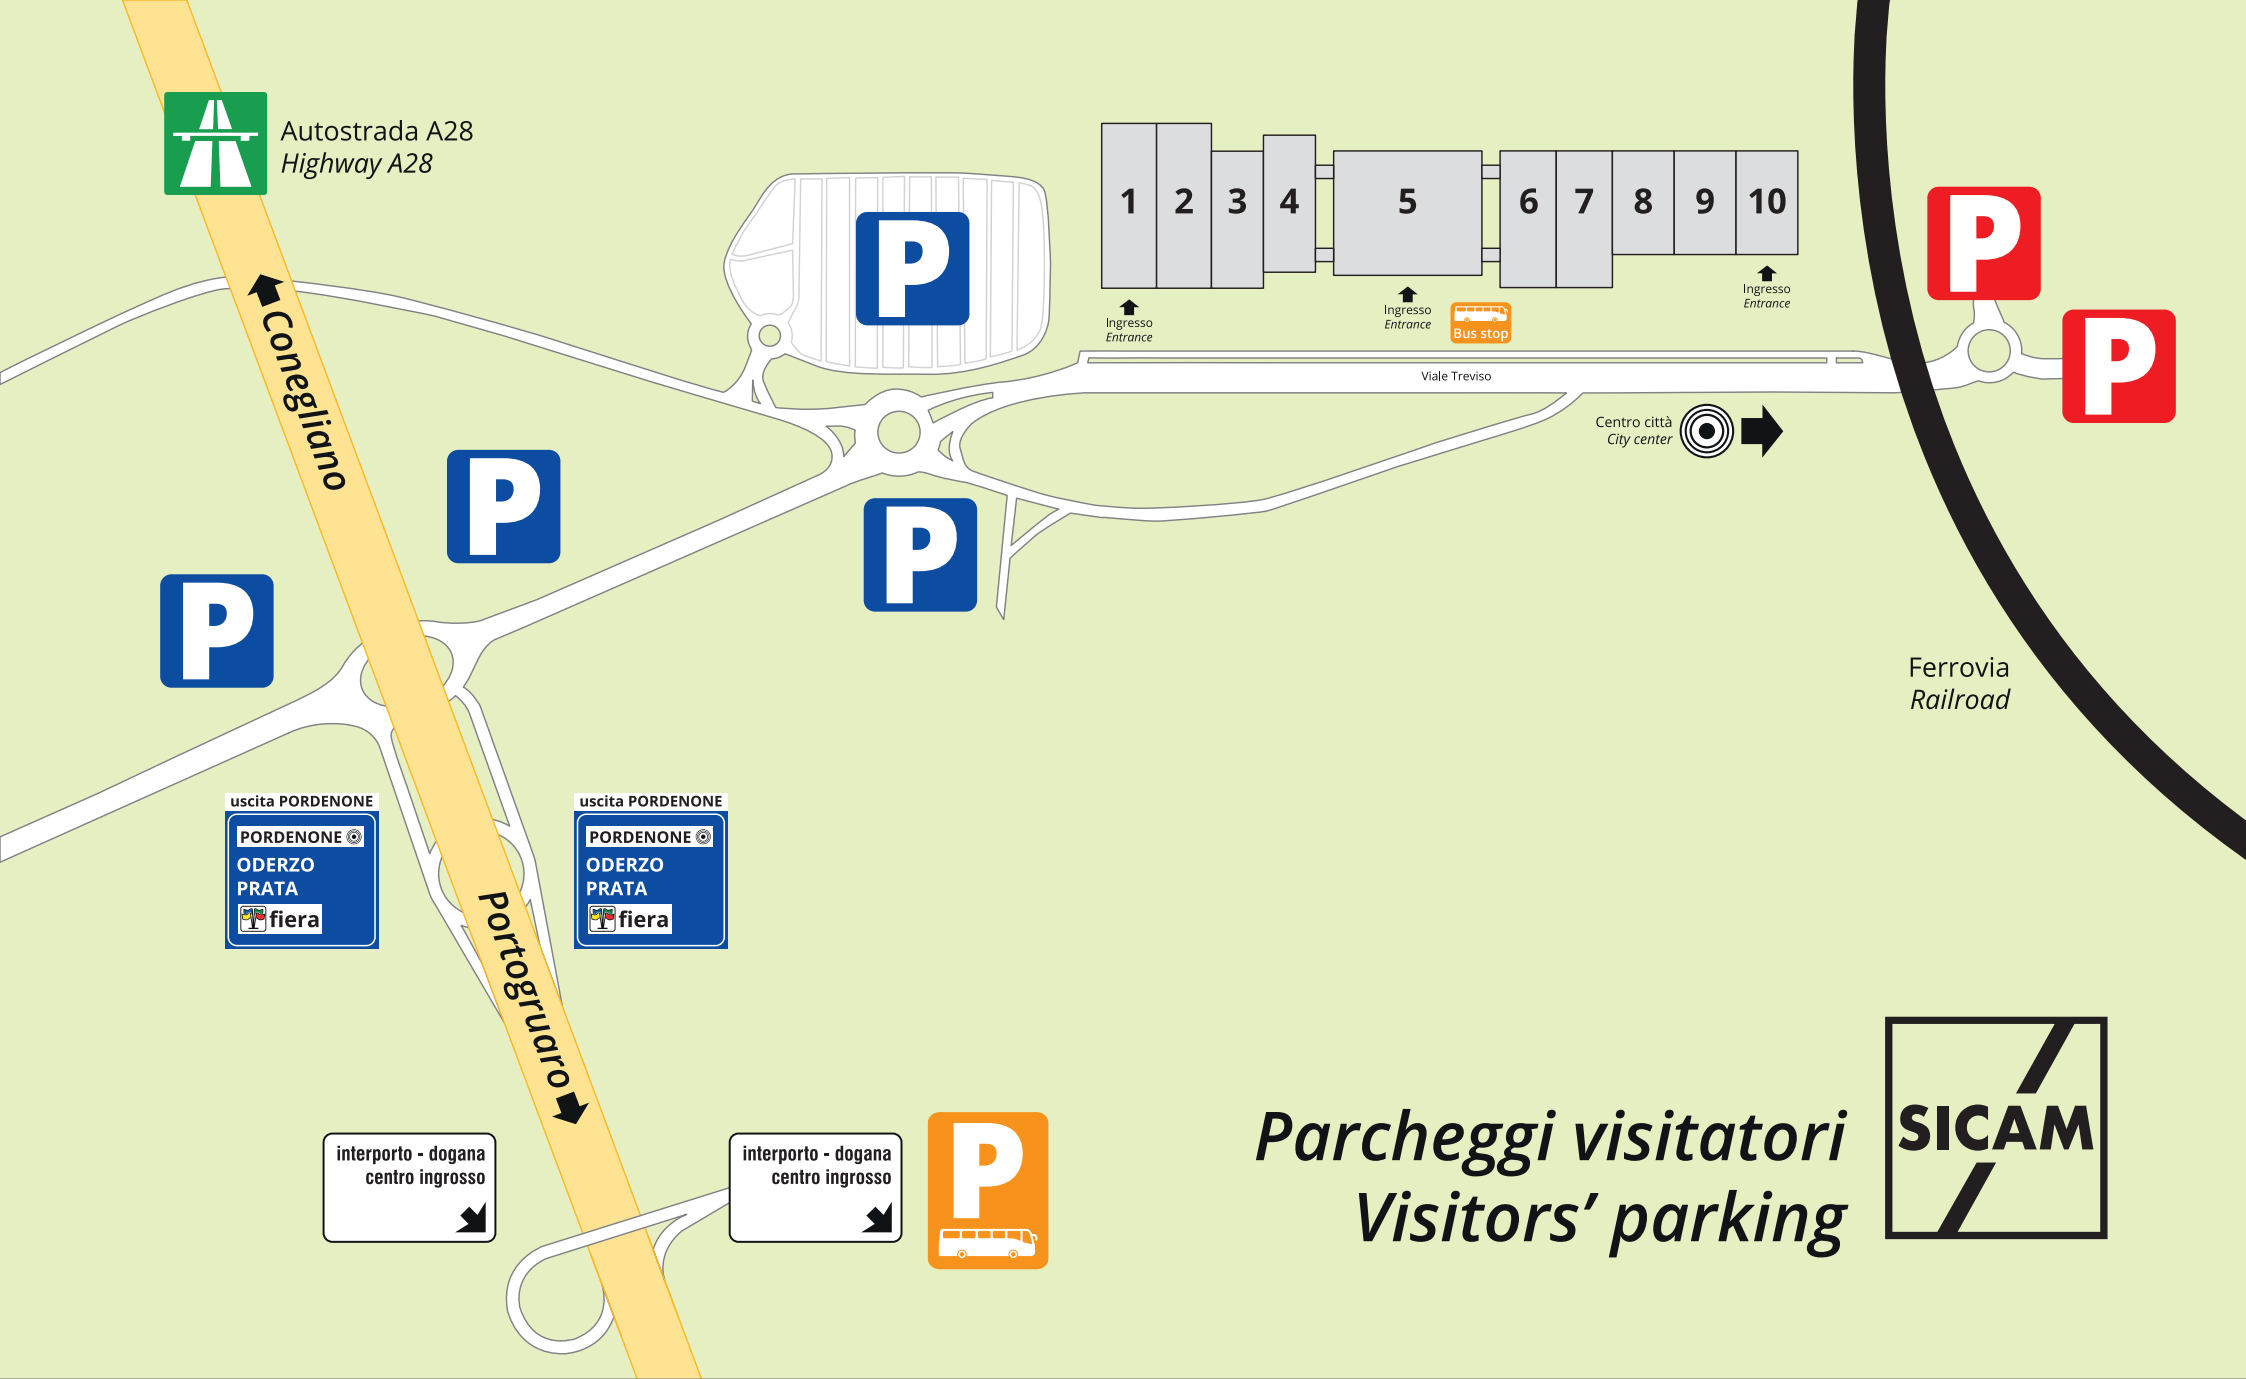 Autostrada A28
Highway A28
P
1
2
3
4
5
6
7
8
9
10
P
P
Ingresso
Entrance
Ingresso
Entrance
Bus stop
Ingresso
Entrance
Viale Treviso
Centro città
City center
Conegliano
P
P
P
Ferrovia
Railroad
uscita PORDENONE
PORDENONE
ODERZO
PRATA
fiera
uscita PORDENONE
PORDENONE
ODERZO
PRATA
fiera
Portogruaro
interporto - dogana
centro ingrosso
interporto - dogana
centro ingrosso
P
Parcheggi visitatori
Visitors’ parking
SICAM